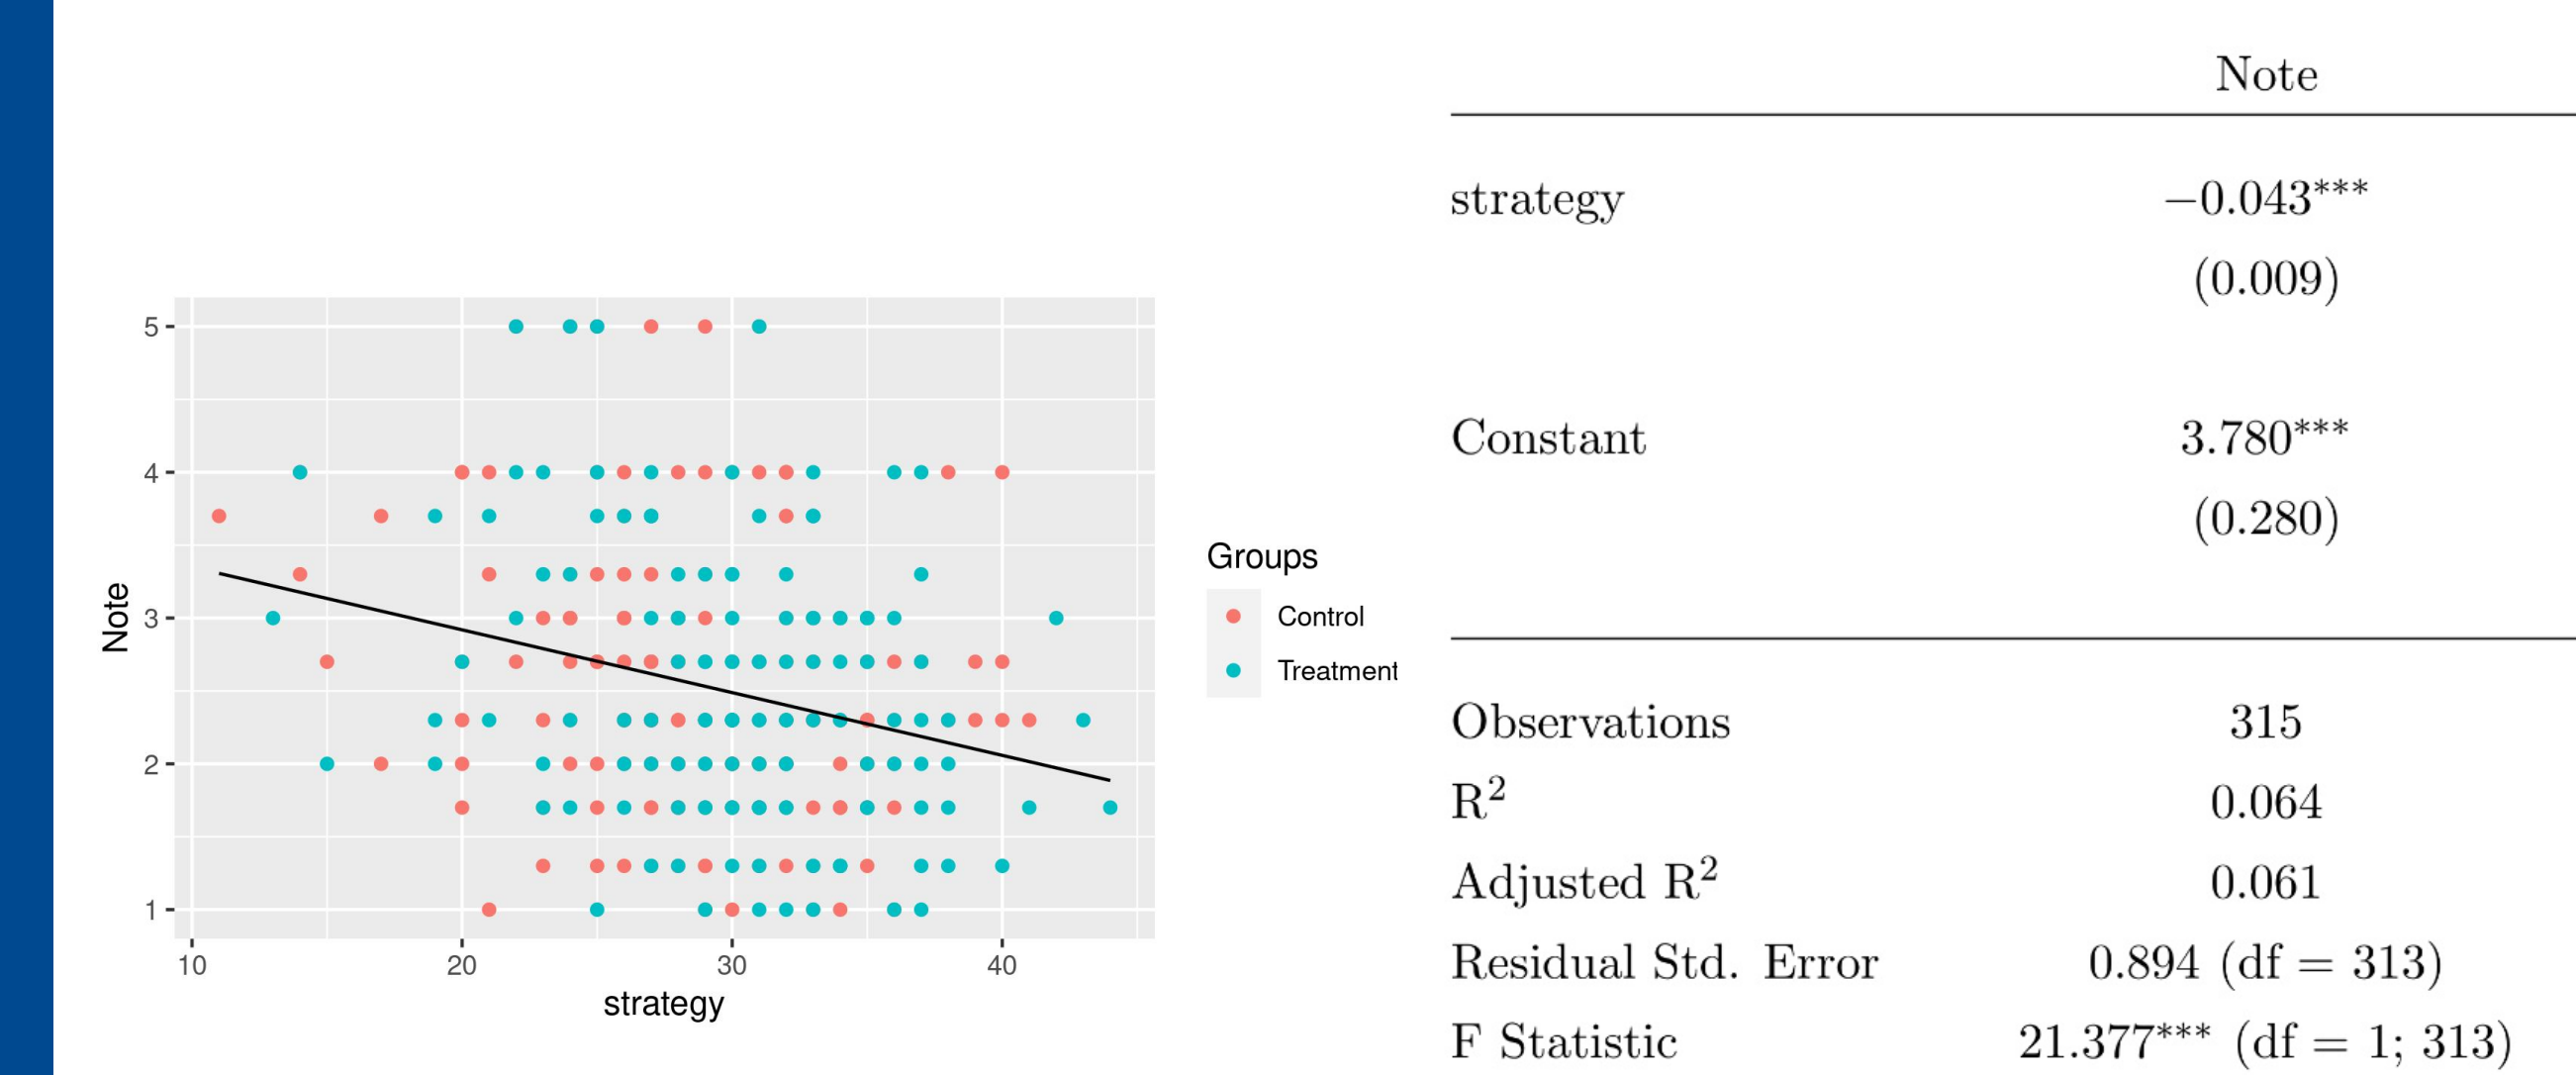 5
4
3
2
1
Note
10 20 30 40
strategy
Groups
Control
Treatment
Note
strategy −0.043***
(0.009)
Constant 3.780***
(0.280)
Observations 315
R² 0.064
Adjusted R² 0.061
Residual Std. Error 0.894 (df = 313)
F Statistic 21.377*** (df = 1; 313)